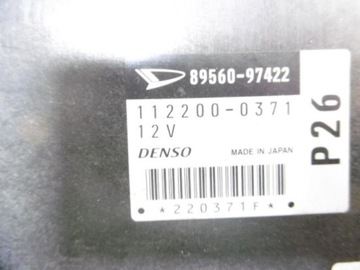 89560-97422
112200-0371
12V
DENSO MADE IN JAPAN
P26
*220371F*